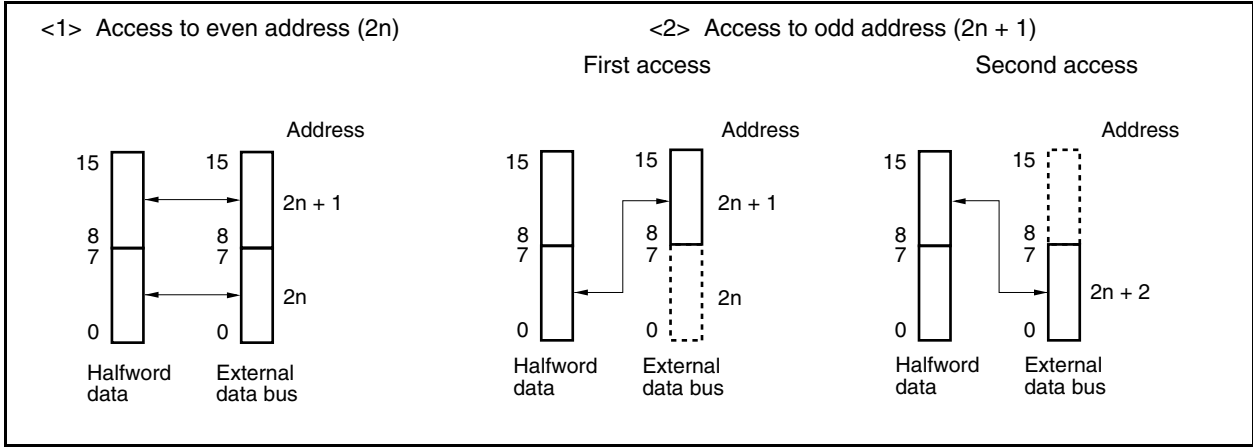 <1> Access to even address (2n)
<2> Access to odd address (2n + 1)
First access
Second access
Address
15
15
2n + 1
8
8
7
7
2n
0
0
Halfword
data
External
data bus
Address
15
15
2n + 1
8
8
7
7
2n
0
0
Halfword
data
External
data bus
Address
15
15
8
8
7
7
2n + 2
0
0
Halfword
data
External
data bus